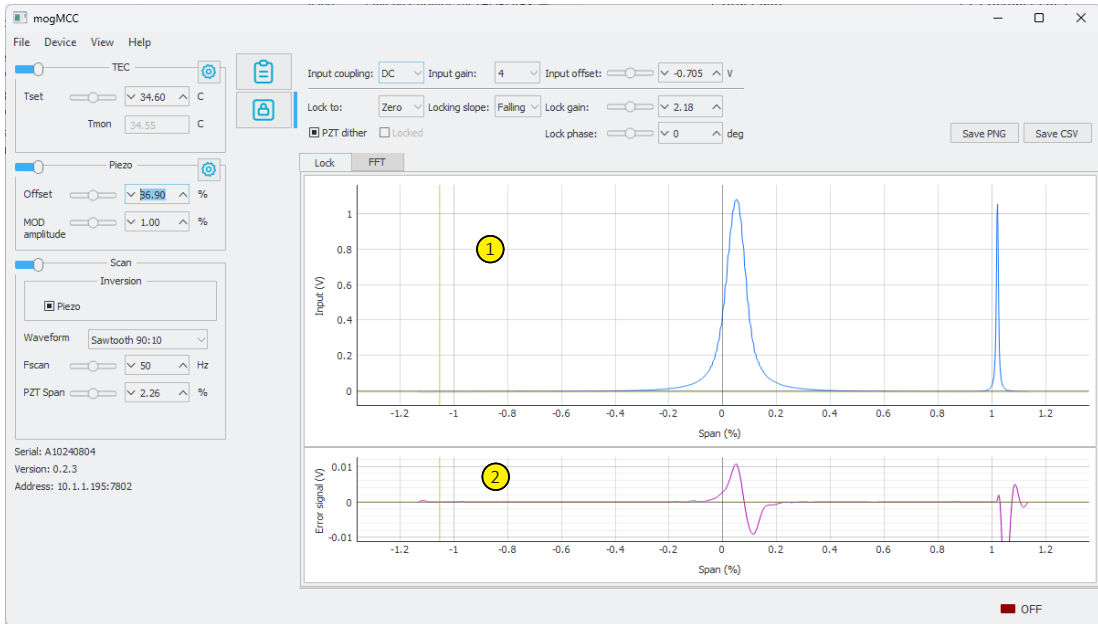 mogMCC
File Device View Help
TEC
Tset 34.60 C
Tmon 34.55 C
Piezo
Offset 36.90 %
MOD amplitude 1.00 %
Scan
Inversion
Piezo
Waveform Sawtooth 90:10
Fscan 50 Hz
PZT Span 2.26 %
Serial: A10240804
Version: 0.2.3
Address: 10.1.1.195:7802
Input coupling: DC Input gain: 4 Input offset: -0.705 V
Lock to: Zero Locking slope: Falling Lock gain: 2.18
PZT dither Locked Lock phase: 0 deg
Save PNG Save CSV
Lock FFT
1
Input (V)
1
0.8
0.6
0.4
0.2
0
-1.2 -1 -0.8 -0.6 -0.4 -0.2 0 0.2 0.4 0.6 0.8 1 1.2
Span (%)
2
Error signal (V)
0.01
0
-0.01
-1.2 -1 -0.8 -0.6 -0.4 -0.2 0 0.2 0.4 0.6 0.8 1 1.2
Span (%)
OFF